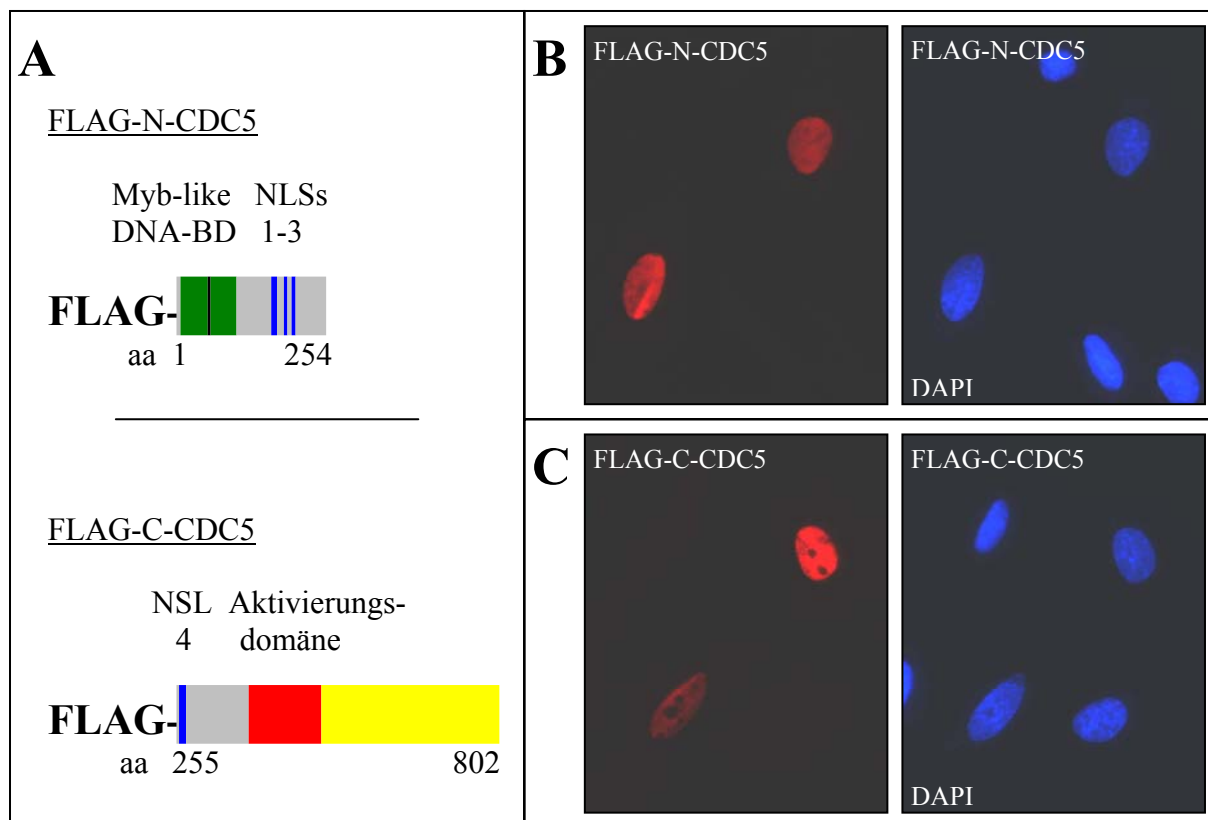 A
FLAG-N-CDC5
Myb-like NLSs
DNA-BD 1-3
FLAG-
aa 1 254
FLAG-C-CDC5
NSL Aktivierungs-
4 domäne
FLAG-
aa 255 802
B
FLAG-N-CDC5
FLAG-N-CDC5
DAPI
C
FLAG-C-CDC5
FLAG-C-CDC5
DAPI